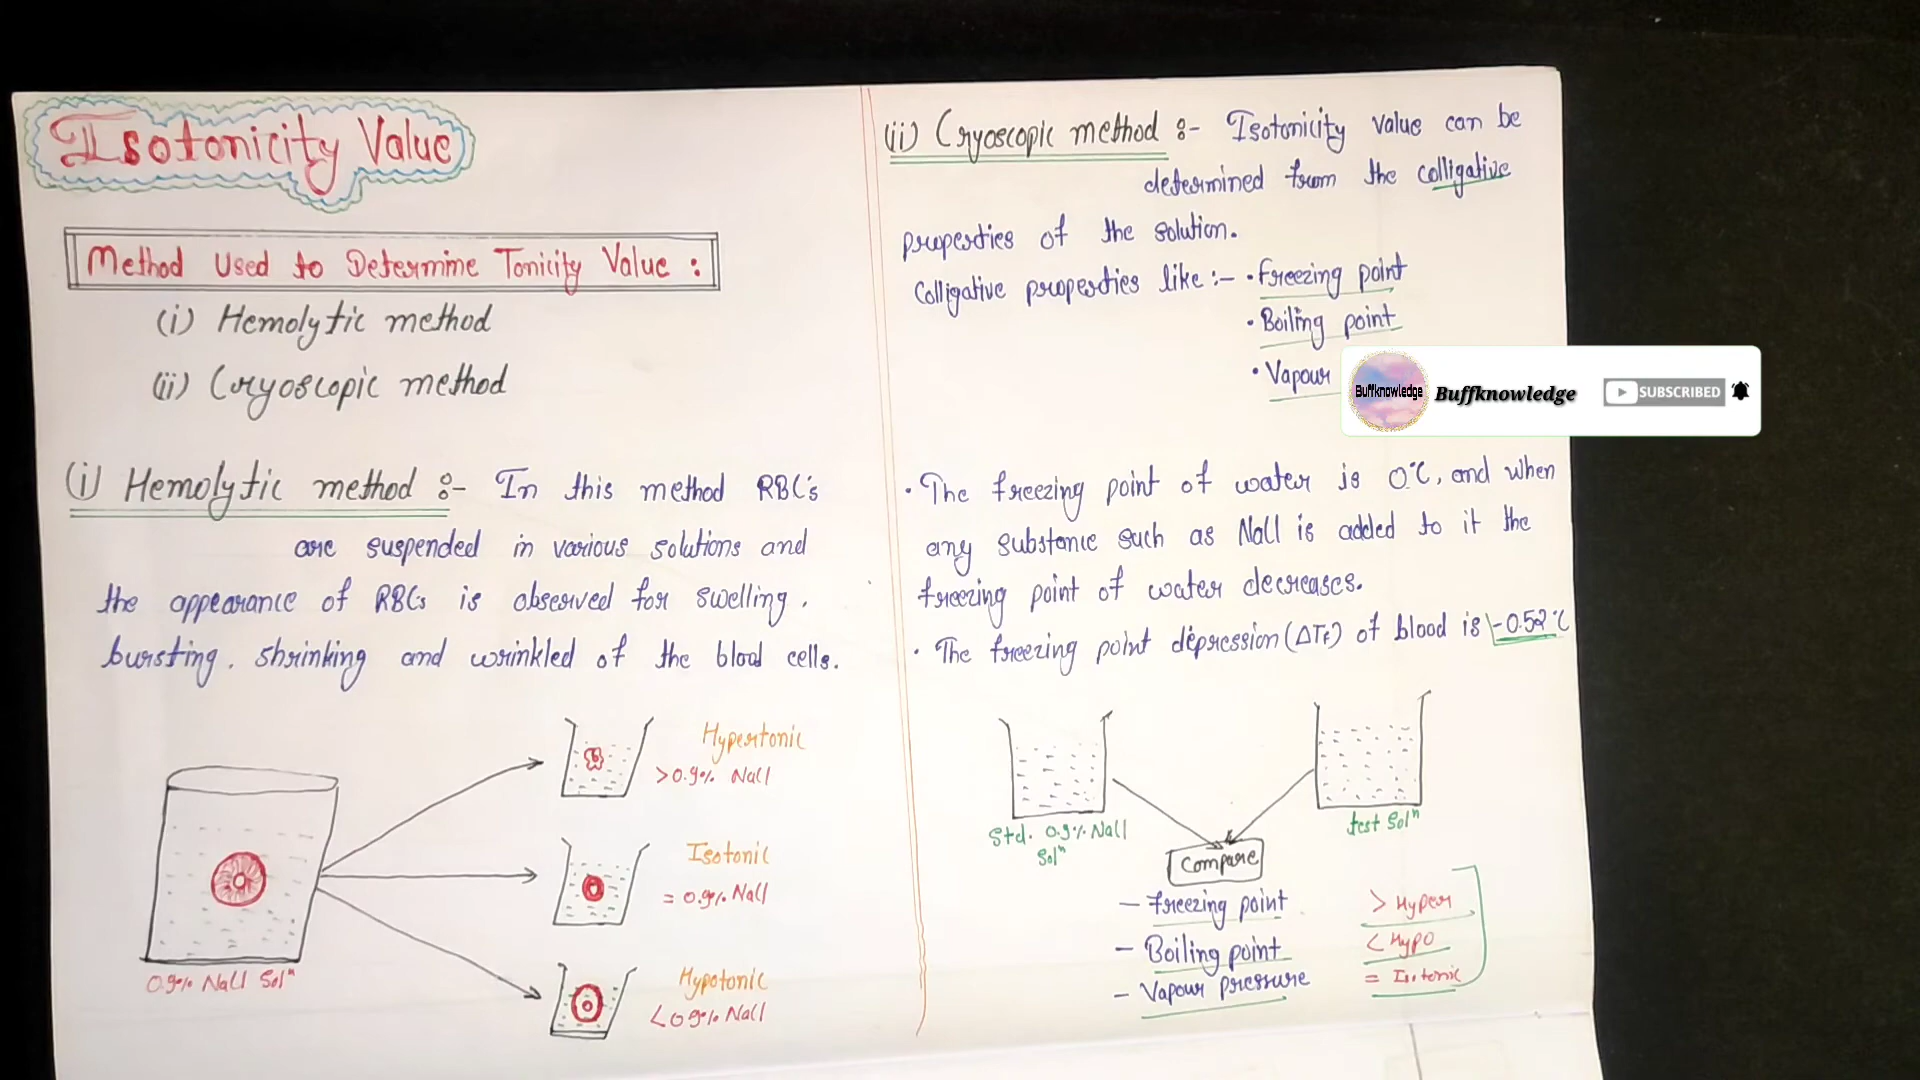 Isotonicity Value
Method Used to Determine Tonicity Value :
(i) Hemolytic method
(ii) Cryoscopic method
(i) Hemolytic method :- In this method RBC's
are suspended in various solutions and
the appearance of RBCs is observed for swelling,
bursting, shrinking and wrinkled of the blood cells.
0.9% NaCl Solⁿ
Hypertonic
>0.9% NaCl
Isotonic
= 0.9% NaCl
Hypotonic
<0.9% NaCl
(ii) Cryoscopic method :- Isotonicity value can be
determined from the colligative
properties of the solution.
Colligative properties like :- • freezing point
• Boiling point
• Vapour
Buffknowledge
Buffknowledge
SUBSCRIBED
• The freezing point of water is 0°C, and when
any substance such as NaCl is added to it the
freezing point of water decreases.
• The freezing point depression (ΔTf) of blood is -0.52°C
Std. 0.9% NaCl
Solⁿ
test Solⁿ
Compare
- freezing point
- Boiling point
- Vapour pressure
> Hyper
< Hypo
= Isotonic